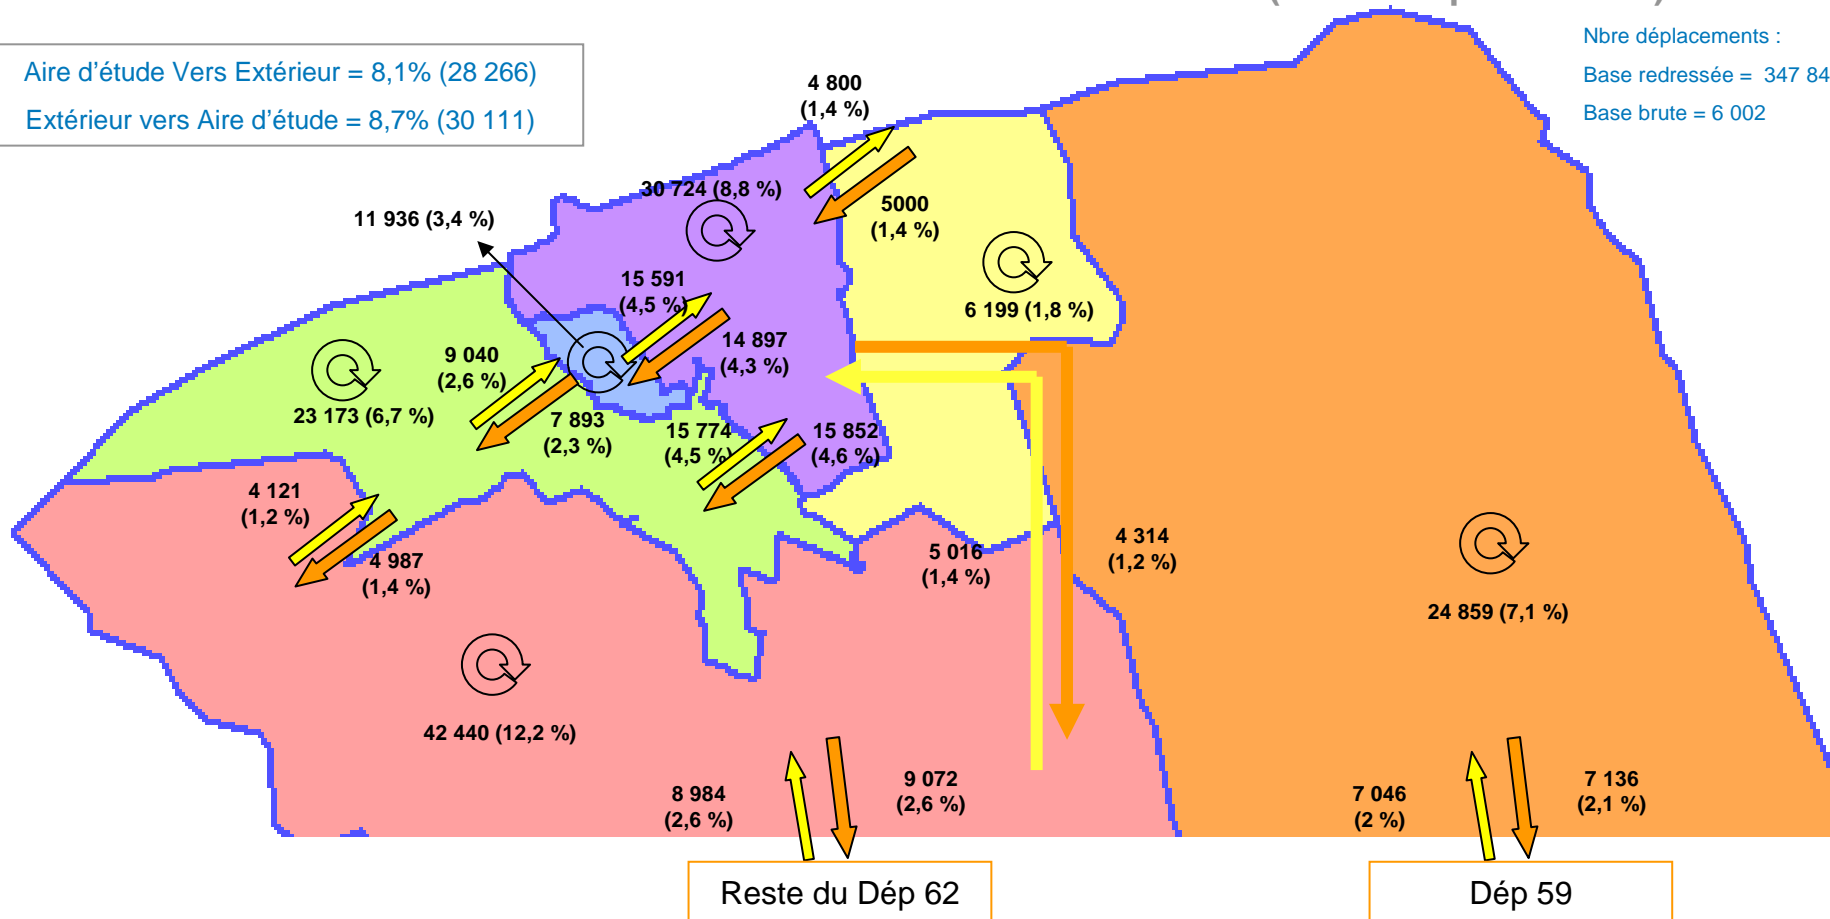 Nbre déplacements :
Aire d'étude Vers Extérieur = 8,1% (28 266)
Base redressée = 347 84
Extérieur vers Aire d'étude = 8,7% (30 111)
Base brute = 6 002
4 800
(1,4 %)
30 724 (8,8 %)
5000
(1,4 %)
11 936 (3,4 %)
15 591
(4,5 %)
6 199 (1,8 %)
14 897
(4,3 %)
9 040
(2,6 %)
23 173 (6,7 %)
7 893
(2,3 %)
15 774
(4,5 %)
15 852
(4,6 %)
4 121
(1,2 %)
4 987
(1,4 %)
5 016
(1,4 %)
4 314
(1,2 %)
24 859 (7,1 %)
42 440 (12,2 %)
8 984
(2,6 %)
9 072
(2,6 %)
7 046
(2 %)
7 136
(2,1 %)
Reste du Dép 62
Dép 59